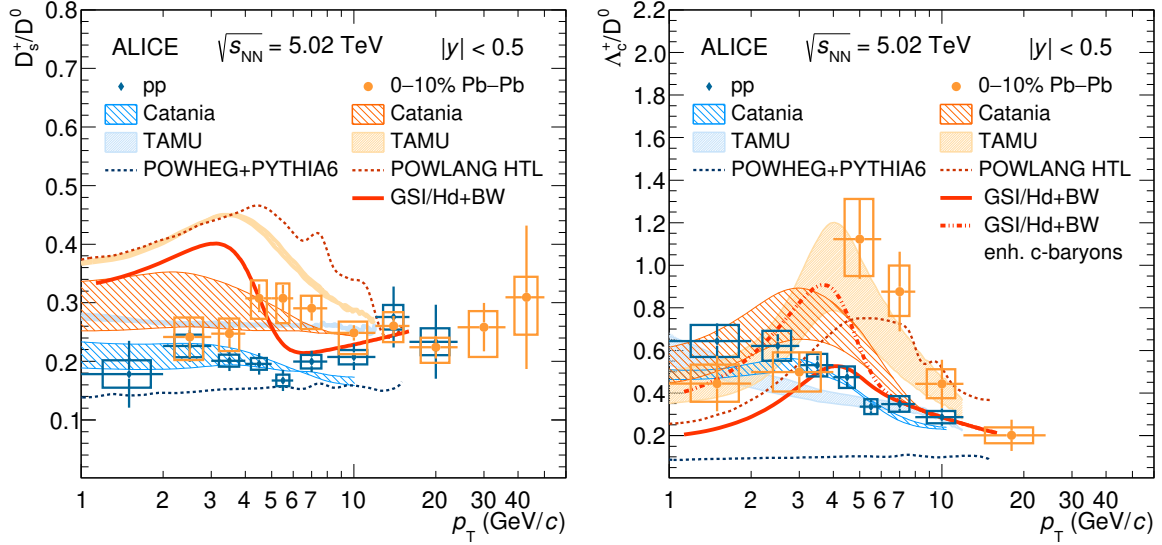 D_s^+/D^0
0.8
0.7
0.6
0.5
0.4
0.3
0.2
0.1
ALICE √s_NN = 5.02 TeV |y| < 0.5
pp 0−10% Pb−Pb
Catania Catania
TAMU TAMU
POWHEG+PYTHIA6 POWLANG HTL
GSI/Hd+BW
1 2 3 4 5 6 7 10 20 30 40
p_T (GeV/c)
Λ_c^+/D^0
2.2
2.0
1.8
1.6
1.4
1.2
1.0
0.8
0.6
0.4
0.2
ALICE √s_NN = 5.02 TeV |y| < 0.5
pp 0−10% Pb−Pb
Catania Catania
TAMU TAMU
POWHEG+PYTHIA6 POWLANG HTL
GSI/Hd+BW
GSI/Hd+BW
enh. c-baryons
1 2 3 4 5 6 7 10 20 30 40
p_T (GeV/c)